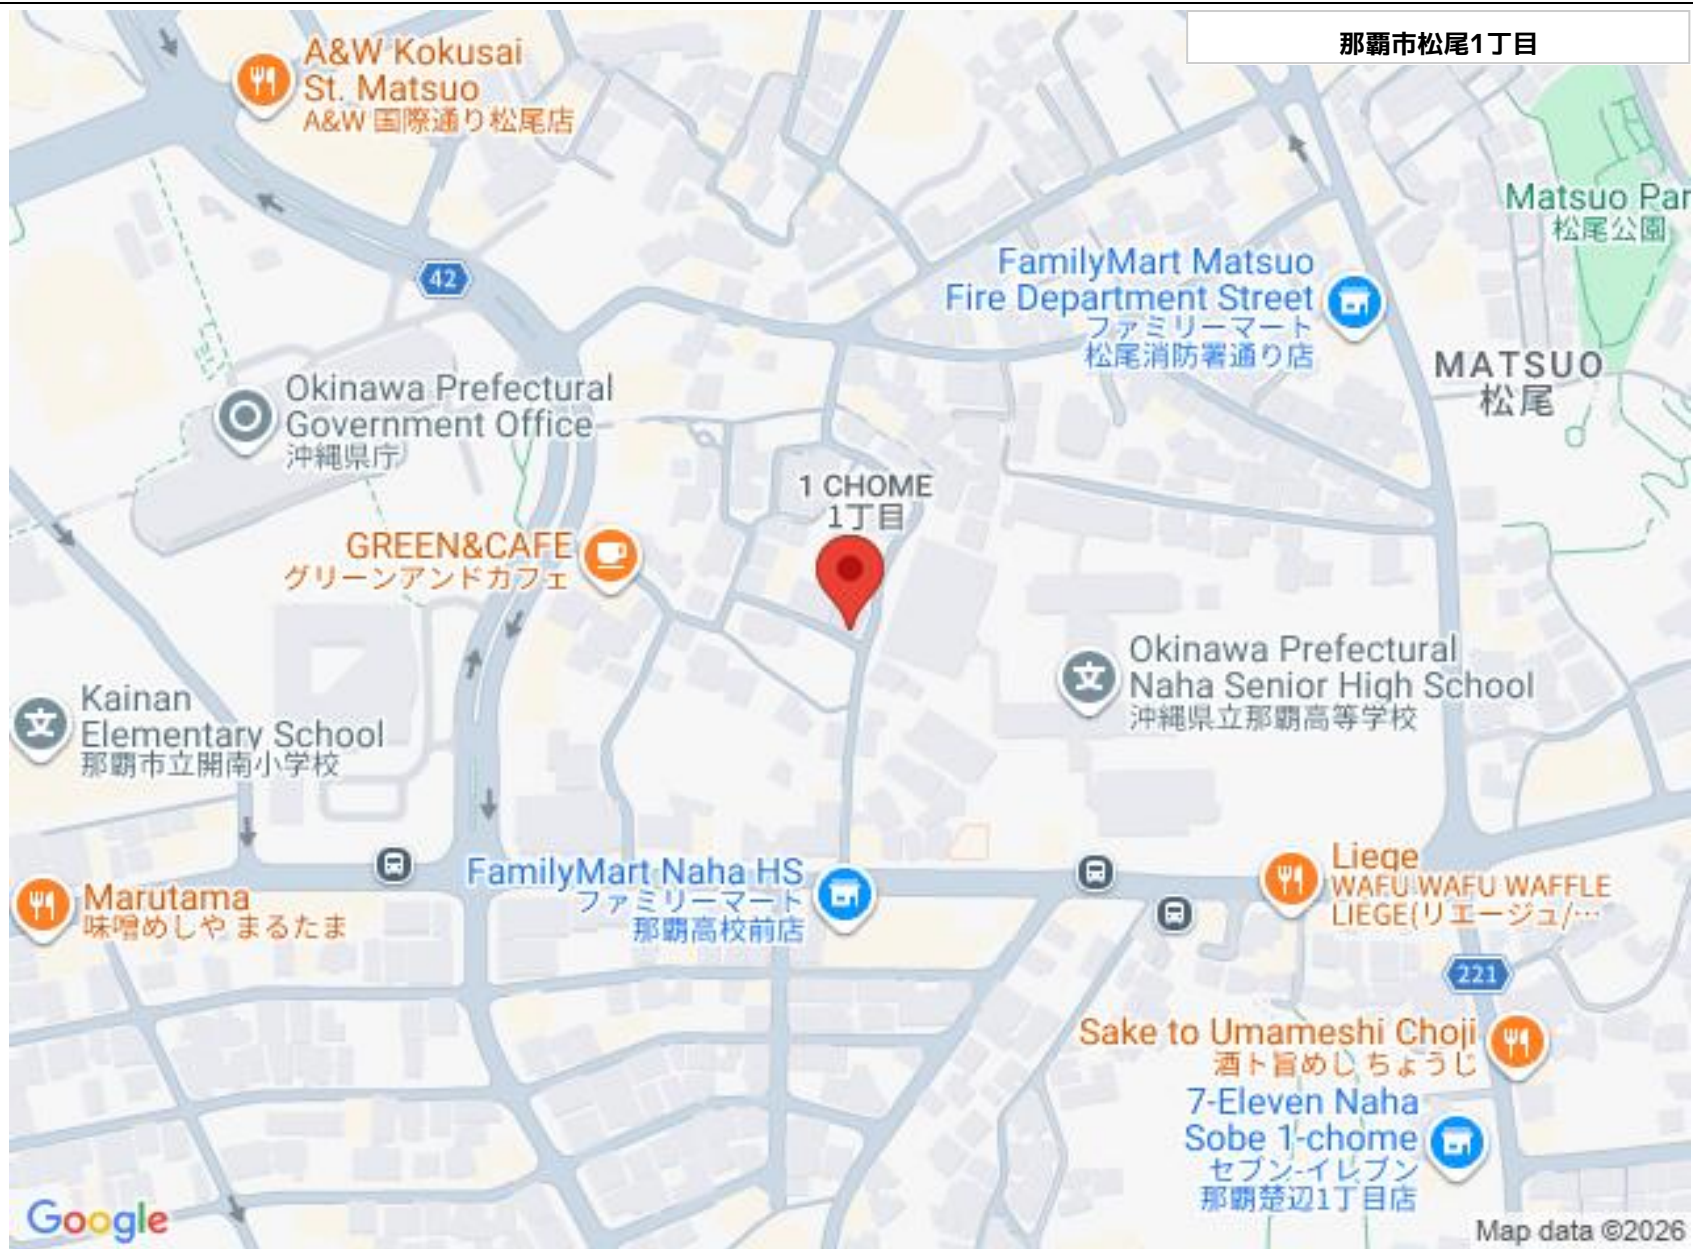 那覇市松尾1丁目
A&W Kokusai
St. Matsuo
A&W 国際通り松尾店
Matsuo Par
松尾公園
42
FamilyMart Matsuo
Fire Department Street
ファミリーマート
松尾消防署通り店
MATSUO
松尾
Okinawa Prefectural
Government Office
沖縄県庁
1 CHOME
1丁目
GREEN&CAFE
グリーンアンドカフェ
Okinawa Prefectural
Naha Senior High School
沖縄県立那覇高等学校
Kainan
Elementary School
那覇市立開南小学校
FamilyMart Naha HS
ファミリーマート
那覇高校前店
Liege
WAFU WAFU WAFFLE
LIEGE(リエージュ/…
Marutama
味噌めしや まるたま
221
Sake to Umameshi Choji
酒ト旨めし ちょうじ
7-Eleven Naha
Sobe 1-chome
セブン-イレブン
那覇楚辺1丁目店
Google
Map data ©2026